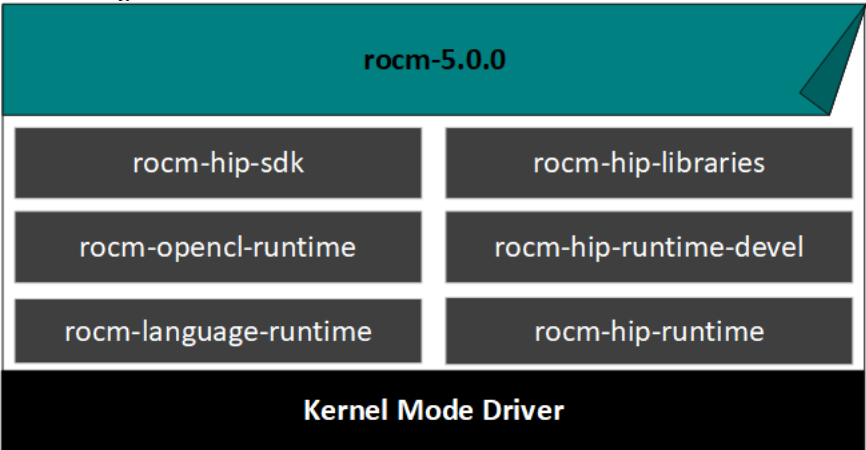 rocm-5.0.0
rocm-hip-sdk
rocm-hip-libraries
rocm-opencl-runtime
rocm-hip-runtime-devel
rocm-language-runtime
rocm-hip-runtime
Kernel Mode Driver